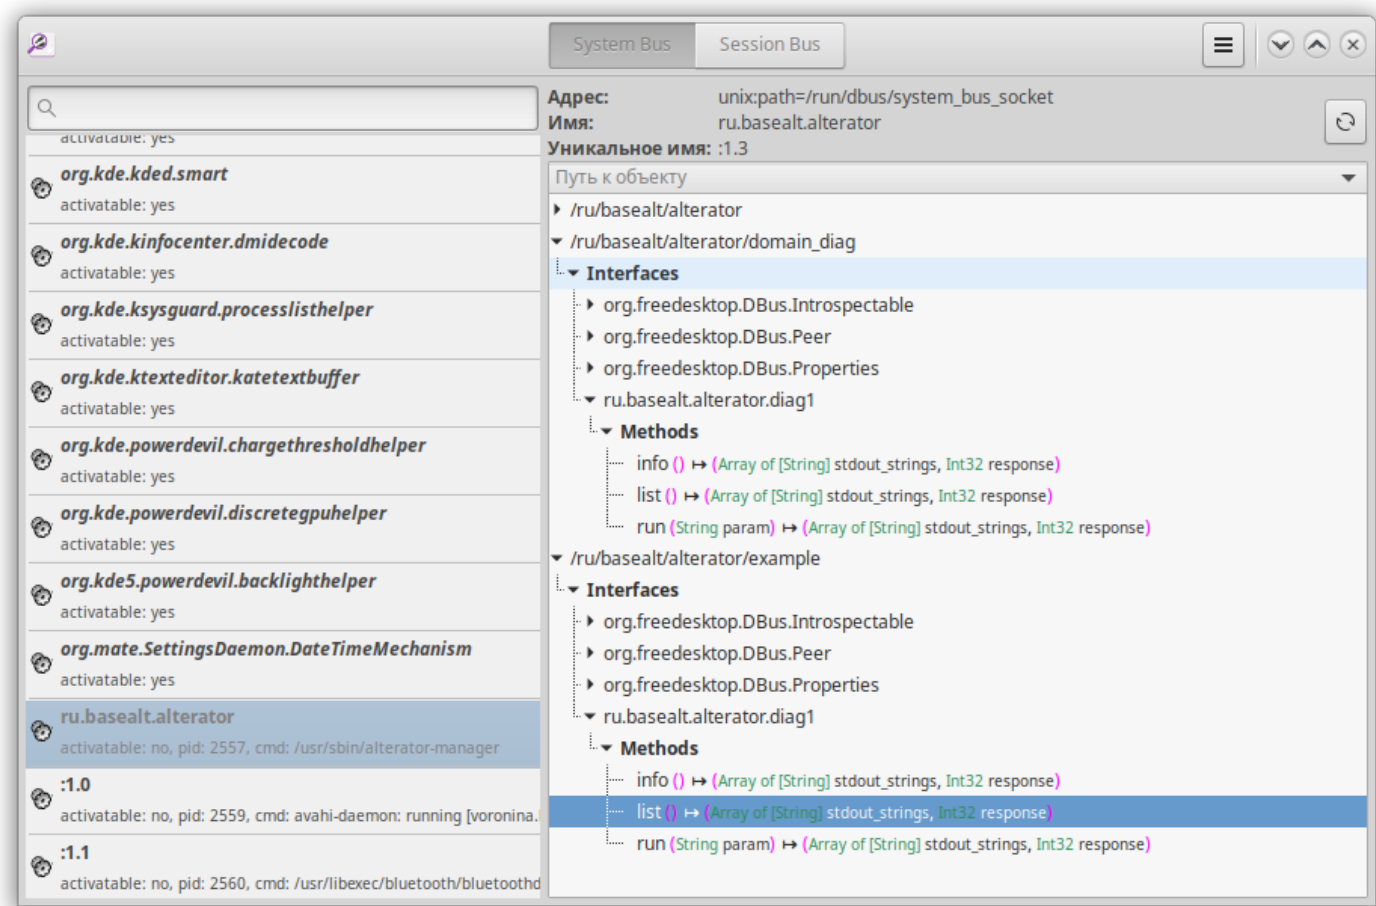 System Bus
Session Bus
activatable: yes
org.kde.kded.smart
activatable: yes
org.kde.kinfocenter.dmidecode
activatable: yes
org.kde.ksysguard.processlisthelper
activatable: yes
org.kde.ktexteditor.katetextbuffer
activatable: yes
org.kde.powerdevil.chargethresholdhelper
activatable: yes
org.kde.powerdevil.discretegpuhelper
activatable: yes
org.kde5.powerdevil.backlighthelper
activatable: yes
org.mate.SettingsDaemon.DateTimeMechanism
activatable: yes
ru.basealt.alterator
activatable: no, pid: 2557, cmd: /usr/sbin/alterator-manager
:1.0
activatable: no, pid: 2559, cmd: avahi-daemon: running [voronina.
:1.1
activatable: no, pid: 2560, cmd: /usr/libexec/bluetooth/bluetoothd
Адрес: unix:path=/run/dbus/system_bus_socket
Имя: ru.basealt.alterator
Уникальное имя: :1.3
Путь к объекту
/ru/basealt/alterator
/ru/basealt/alterator/domain_diag
Interfaces
org.freedesktop.DBus.Introspectable
org.freedesktop.DBus.Peer
org.freedesktop.DBus.Properties
ru.basealt.alterator.diag1
Methods
info () ↦ (Array of [String] stdout_strings, Int32 response)
list () ↦ (Array of [String] stdout_strings, Int32 response)
run (String param) ↦ (Array of [String] stdout_strings, Int32 response)
/ru/basealt/alterator/example
Interfaces
org.freedesktop.DBus.Introspectable
org.freedesktop.DBus.Peer
org.freedesktop.DBus.Properties
ru.basealt.alterator.diag1
Methods
info () ↦ (Array of [String] stdout_strings, Int32 response)
list () ↦ (Array of [String] stdout_strings, Int32 response)
run (String param) ↦ (Array of [String] stdout_strings, Int32 response)